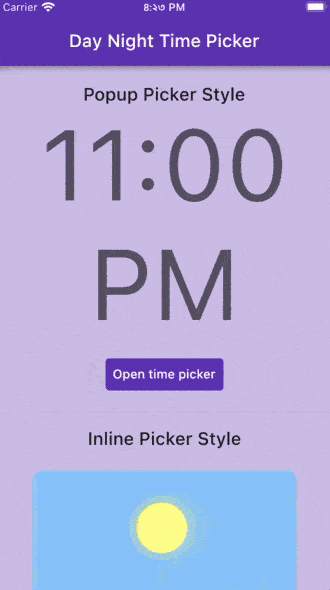 Carrier
8:২৩ PM
Day Night Time Picker
Popup Picker Style
11:00
PM
Open time picker
Inline Picker Style